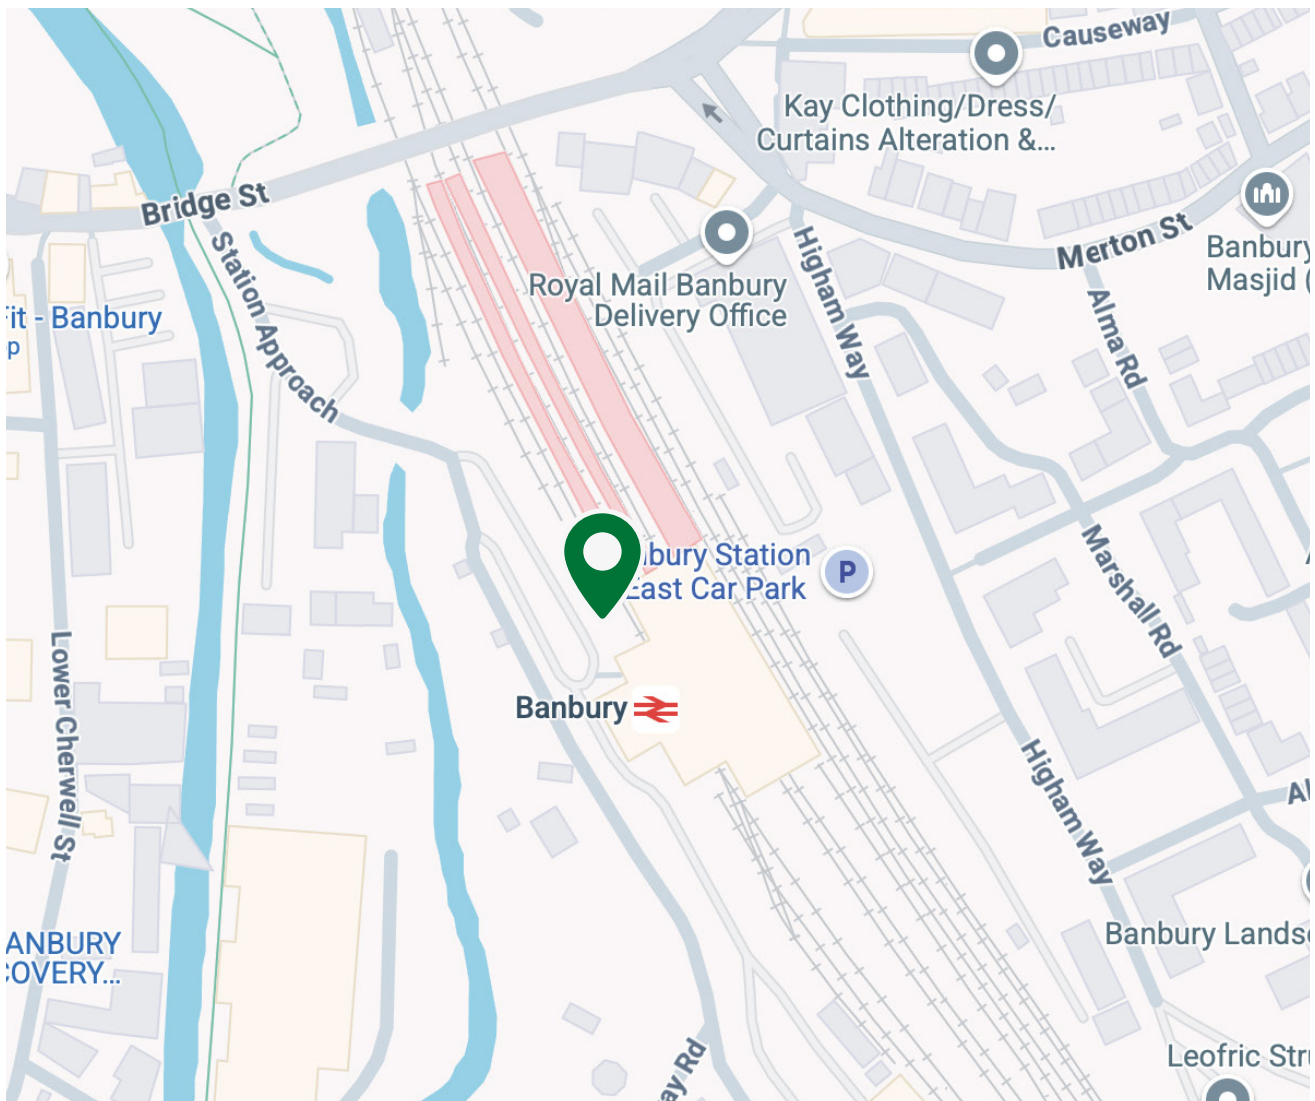 Causeway
Kay Clothing/Dress/
Curtains Alteration &...
Bridge St
Merton St
Banbury
Masjid (
Station Approach
Higham Way
Royal Mail Banbury
Delivery Office
Fit - Banbury
p
Alma Rd
bury Station
East Car Park
P
Marshall Rd
Lower Cherwell St
Banbury
Higham Way
Al
ANBURY
COVERY...
Banbury Landsc
Leofric Stru
ay Rd